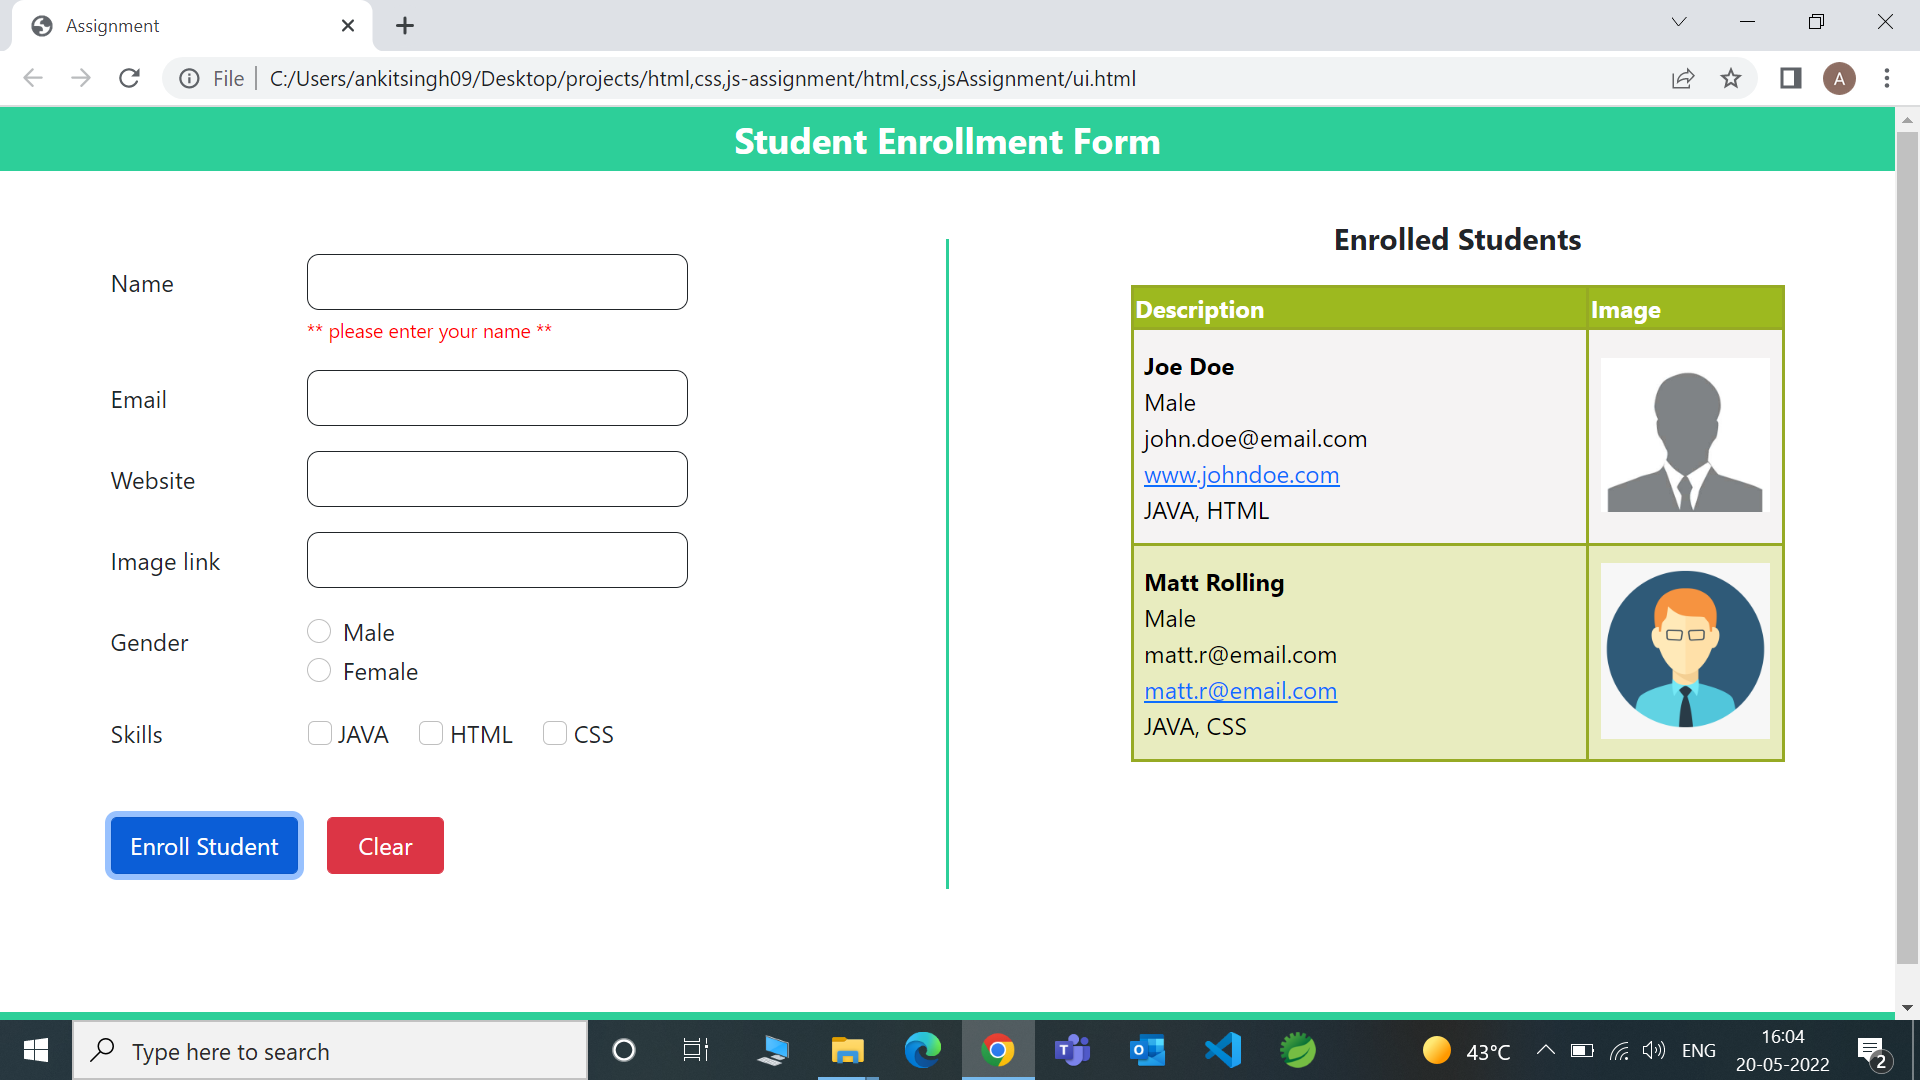 Assignment
File
C:/Users/ankitsingh09/Desktop/projects/html,css,js-assignment/html,css,jsAssignment/ui.html
A
Student Enrollment Form
Name
** please enter your name **
Email
Website
Image link
Gender
Male
Female
Skills
JAVA HTML CSS
Enroll Student Clear
Enrolled Students
Description Image
Joe Doe
Male
john.doe@email.com
www.johndoe.com
JAVA, HTML
Matt Rolling
Male
matt.r@email.com
matt.r@email.com
JAVA, CSS
Type here to search
43°C
ENG
16:04
20-05-2022
2